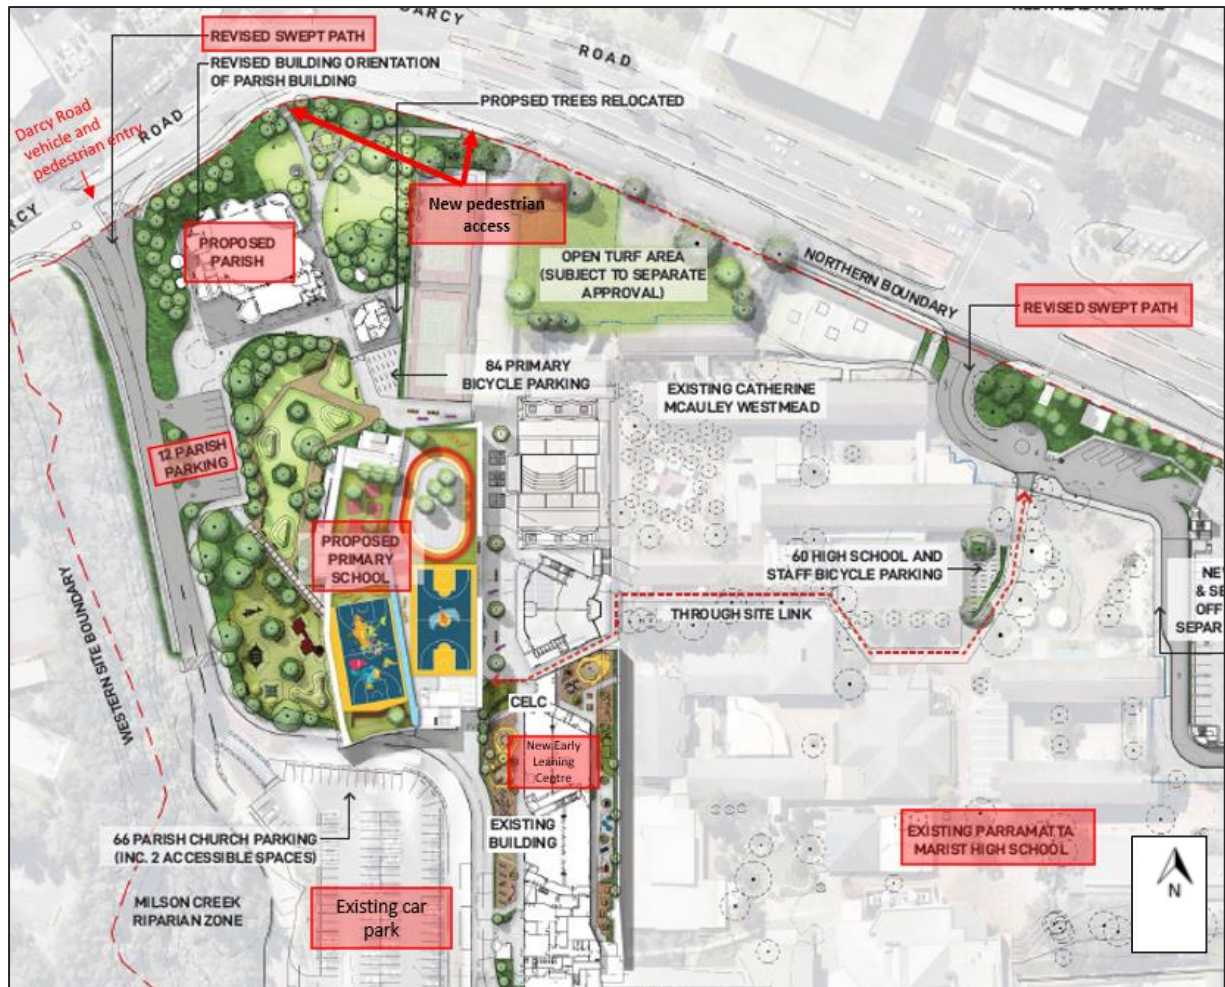 DARCY
ROAD
REVISED SWEPT PATH
REVISED BUILDING ORIENTATION
OF PARISH BUILDING
PROPSED TREES RELOCATED
Darcy Road
vehicle and
pedestrian entry
ROAD
New pedestrian
access
PROPOSED
PARISH
OPEN TURF AREA
(SUBJECT TO SEPARATE
APPROVAL)
NORTHERN BOUNDARY
REVISED SWEPT PATH
84 PRIMARY
BICYCLE PARKING
EXISTING CATHERINE
MCAULEY WESTMEAD
12 PARISH
PARKING
PROPOSED
PRIMARY
SCHOOL
60 HIGH SCHOOL AND
STAFF BICYCLE PARKING
THROUGH SITE LINK
WESTERN SITE BOUNDARY
CELC
New Early
Leaning
Centre
EXISTING
BUILDING
66 PARISH CHURCH PARKING
(INC. 2 ACCESSIBLE SPACES)
EXISTING PARRAMATTA
MARIST HIGH SCHOOL
MILSON CREEK
RIPARIAN ZONE
Existing car
park
N